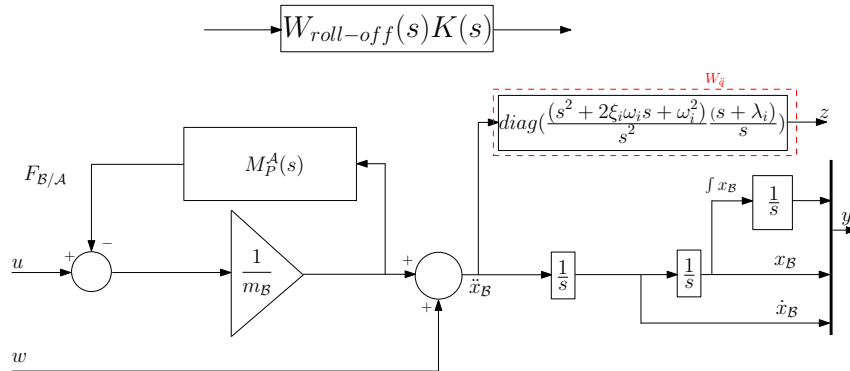 W_{roll-off}(s)K(s)
W_{\ddot{q}}
diag(\frac{(s^2 + 2\xi_i\omega_i s + \omega_i^2)}{s^2}\frac{(s + \lambda_i)}{s})
z
M_P^{\mathcal{A}}(s)
F_{\mathcal{B}/\mathcal{A}}
∫ x_{\mathcal{B}}
\frac{1}{s}
y
+ −
u
\frac{1}{m_{\mathcal{B}}}
+
+
\ddot{x}_{\mathcal{B}}
\frac{1}{s}
\frac{1}{s}
x_{\mathcal{B}}
\dot{x}_{\mathcal{B}}
w